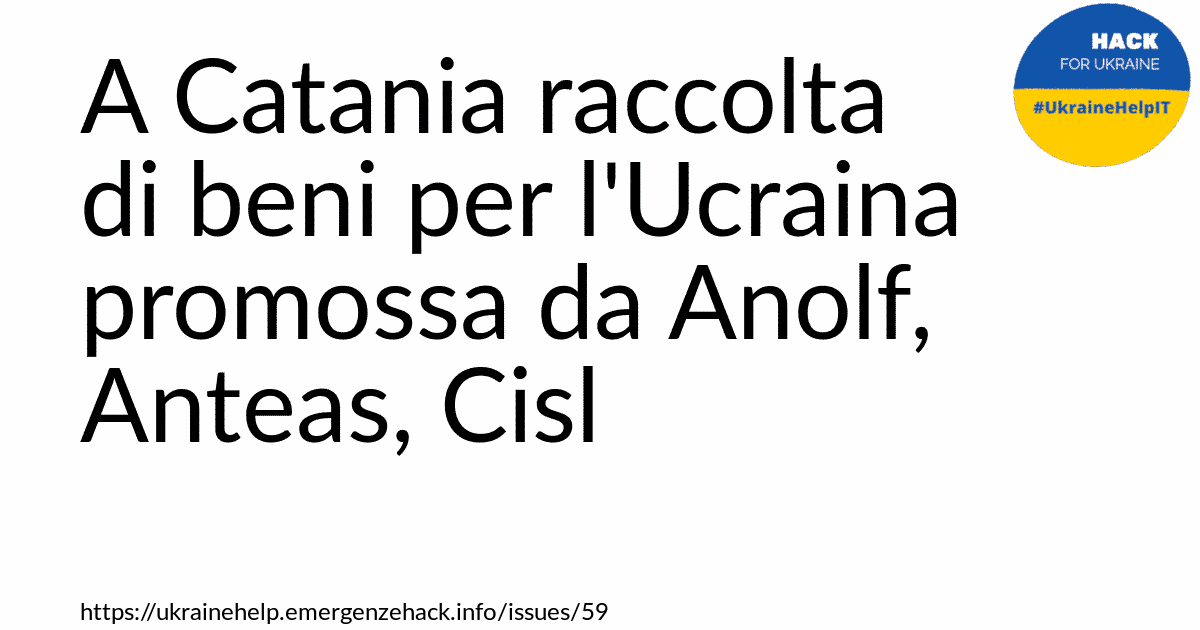 HACK
FOR UKRAINE
#UkraineHelpIT
A Catania raccolta
di beni per l'Ucraina
promossa da Anolf,
Anteas, Cisl
https://ukrainehelp.emergenzehack.info/issues/59